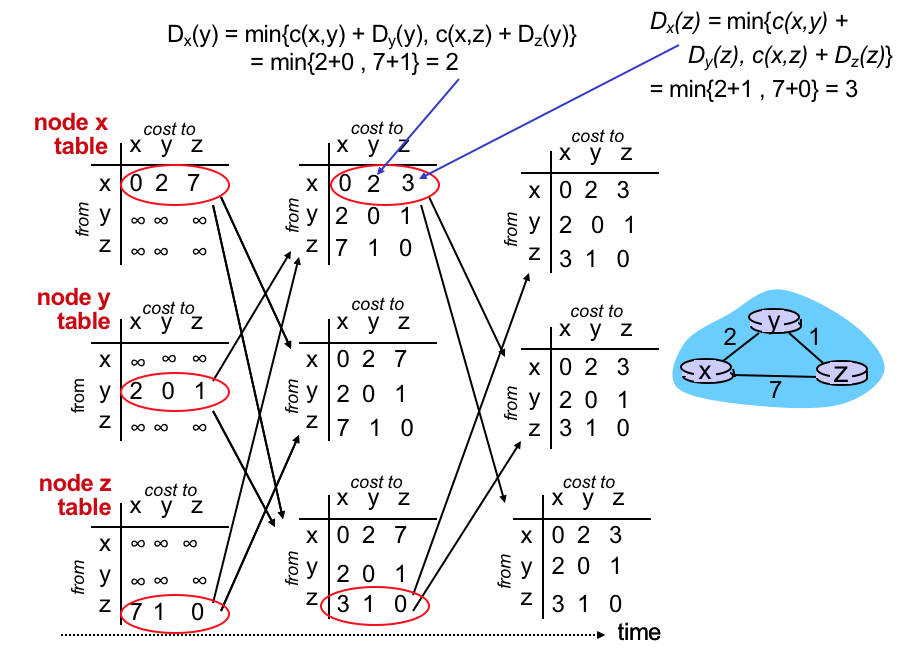 Dx(y) = min{c(x,y) + Dy(y), c(x,z) + Dz(y)}
= min{2+0 , 7+1} = 2
Dx(z) = min{c(x,y) +
Dy(z), c(x,z) + Dz(z)}
= min{2+1 , 7+0} = 3
node x
table
cost to
x y z
from
x 0 2 7
y ∞ ∞ ∞
z ∞ ∞ ∞
cost to
x y z
from
x 0 2 3
y 2 0 1
z 7 1 0
cost to
x y z
from
x 0 2 3
y 2 0 1
z 3 1 0
node y
table
cost to
x y z
from
x ∞ ∞ ∞
y 2 0 1
z ∞ ∞ ∞
cost to
x y z
from
x 0 2 7
y 2 0 1
z 7 1 0
cost to
x y z
from
x 0 2 3
y 2 0 1
z 3 1 0
y
2 1
x z
7
node z
table
cost to
x y z
from
x ∞ ∞ ∞
y ∞ ∞ ∞
z 7 1 0
cost to
x y z
from
x 0 2 7
y 2 0 1
z 3 1 0
cost to
x y z
from
x 0 2 3
y 2 0 1
z 3 1 0
time